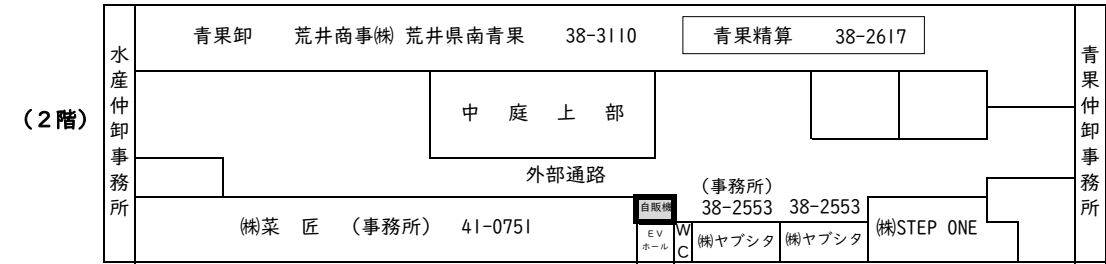 (2階)
水産仲卸事務所
青果卸 荒井商事㈱ 荒井県南青果 38-3110
青果精算 38-2617
青果仲卸事務所
中庭上部
外部通路
(事務所)
38-2553 38-2553
自販機
㈱菜匠 (事務所) 41-0751
EV
ホール
WC
㈱ヤブシタ
㈱ヤブシタ
㈱STEP ONE